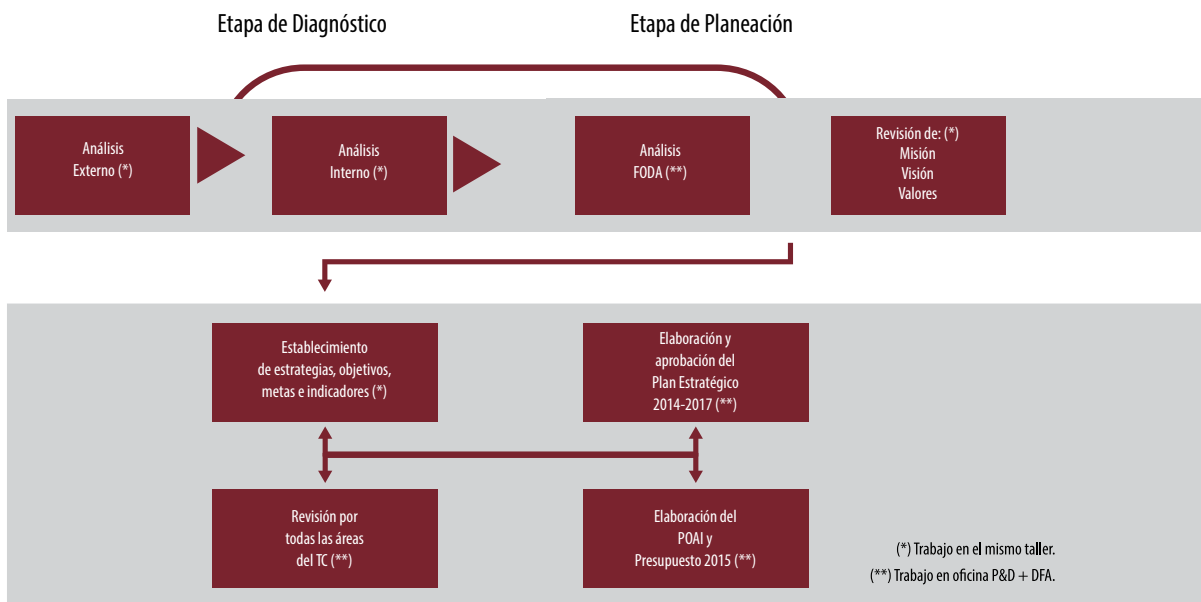 Etapa de Diagnóstico
Etapa de Planeación
Análisis
Externo (*)
Análisis
Interno (*)
Análisis
FODA (**)
Revisión de: (*)
Misión
Visión
Valores
Establecimiento
de estrategias, objetivos,
metas e indicadores (*)
Elaboración y
aprobación del
Plan Estratégico
2014-2017 (**)
Revisión por
todas las áreas
del TC (**)
Elaboración del
POAI y
Presupuesto 2015 (**)
(*) Trabajo en el mismo taller.
(**) Trabajo en oficina P&D + DFA.